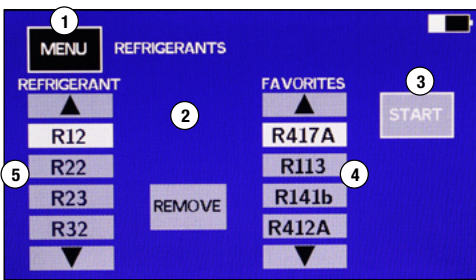 1
MENU REFRIGERANTS
REFRIGERANT
FAVORITES
3
2
START
R12
R417A
R22
R113
5
4
R23
REMOVE
R141b
R32
R412A